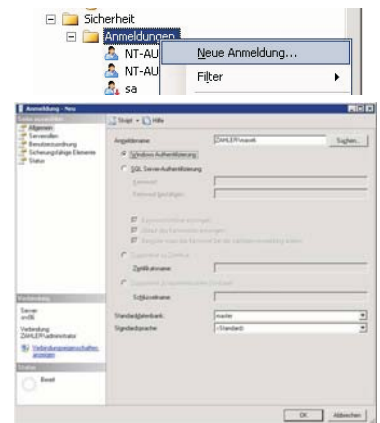 Sicherheit
Anmeldungen
NT-AU
NT-AU
sa
Neue Anmeldung...
Filter
Anmeldung - Neu
Allgemein
Serverrollen
Benutzerzuordnung
Sicherungsfähige Elemente
Status
Skript
Hilfe
Anmeldename:
Suchen...
Windows-Authentifizierung
SQL Server-Authentifizierung
Kennwort:
Kennwort bestätigen:
Zertifikatname:
Schlüsselname:
Standarddatenbank:
master
Standardsprache:
<Standard>
Verbindung
Server:
Verbindung:
ZAHLER\administrator
Verbindungseigenschaften anzeigen
Status
Bereit
OK
Abbrechen